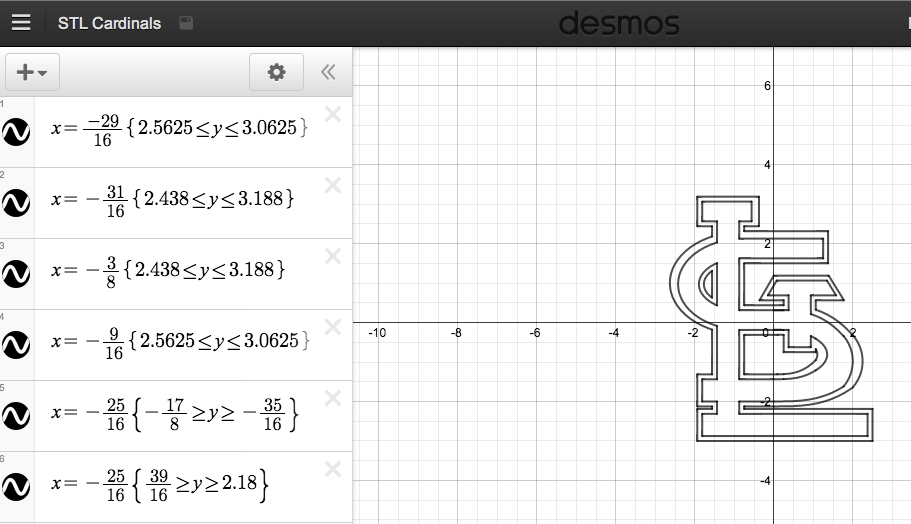 STL Cardinals
desmos
1
x = -29/16 {2.5625 ≤ y ≤ 3.0625}
2
x = -31/16 {2.438 ≤ y ≤ 3.188}
3
x = -3/8 {2.438 ≤ y ≤ 3.188}
4
x = -9/16 {2.5625 ≤ y ≤ 3.0625}
5
x = -25/16 {-17/8 ≥ y ≥ -35/16}
6
x = -25/16 {39/16 ≥ y ≥ 2.18}
6
4
2
-10 -8 -6 -4 -2 0 2
-2
-4